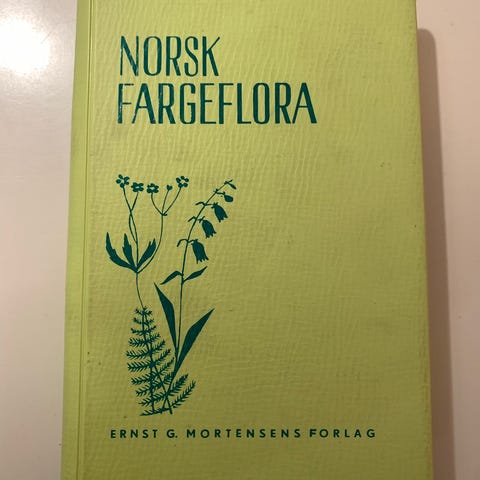 NORSK
FARGEFLORA
ERNST G. MORTENSENS FORLAG